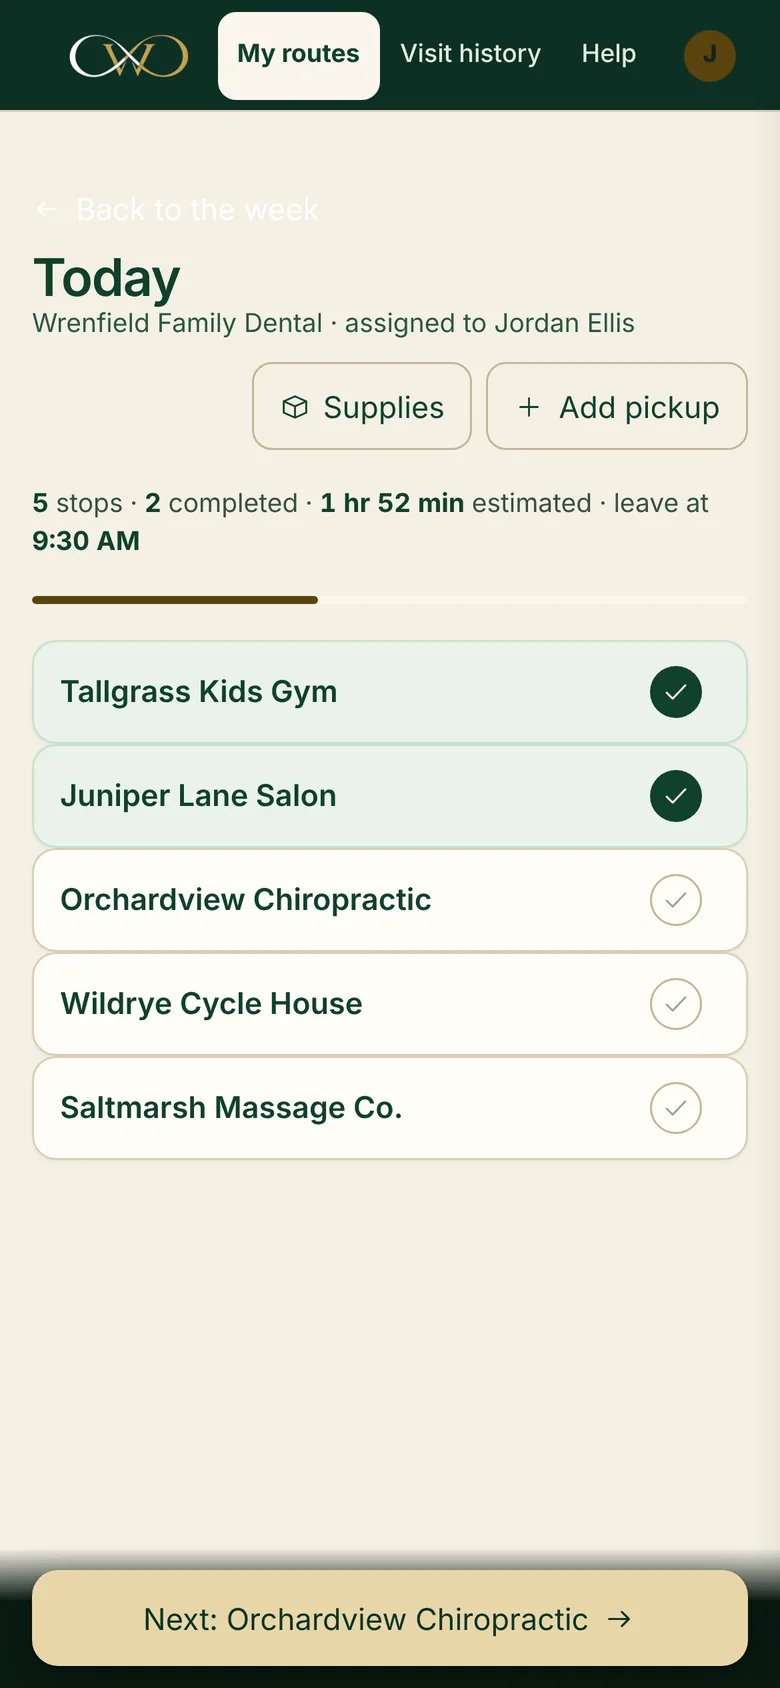 W
My routes
Visit history
Help
J
← Back to the week
Today
Wrenfield Family Dental · assigned to Jordan Ellis
Supplies
+ Add pickup
5 stops · 2 completed · 1 hr 52 min estimated · leave at
9:30 AM
Tallgrass Kids Gym
Juniper Lane Salon
Orchardview Chiropractic
Wildrye Cycle House
Saltmarsh Massage Co.
Next: Orchardview Chiropractic →